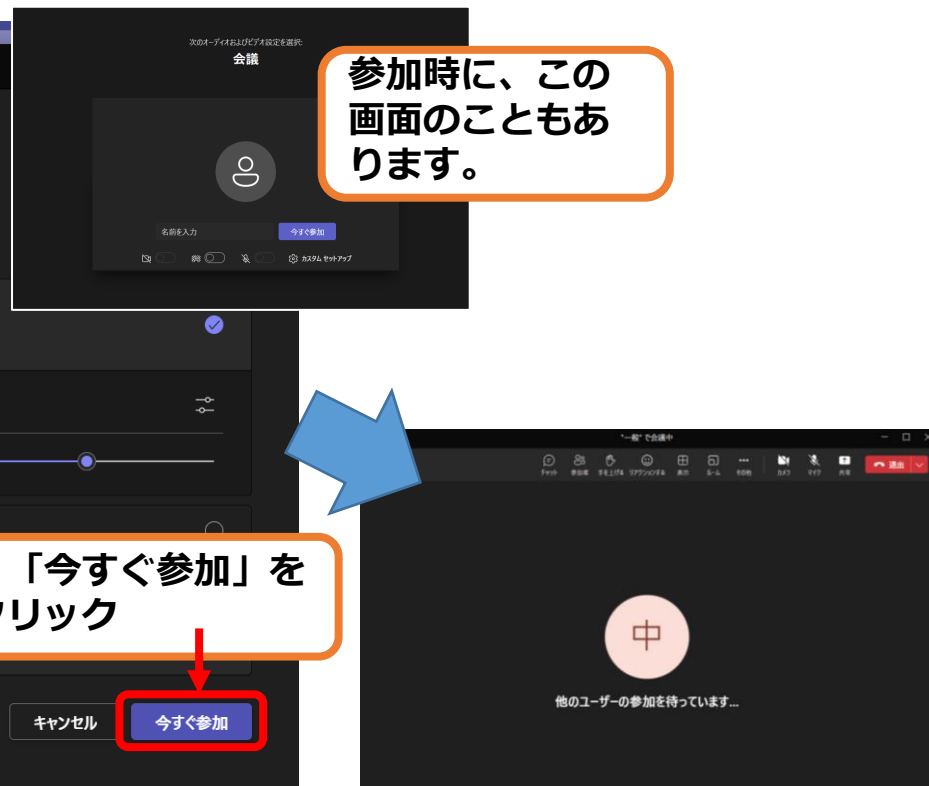 次のオーディオおよびビデオ設定を選択:
会議
参加時に、この
画面のこともあ
ります。
名前を入力
今すぐ参加
カスタム セットアップ
"一般" で会議中
チャット 参加者 手を上げる リアクションする 表示 ルーム その他 カメラ マイク 共有 退出
「今すぐ参加」を
リック
中
他のユーザーの参加を待っています...
キャンセル 今すぐ参加